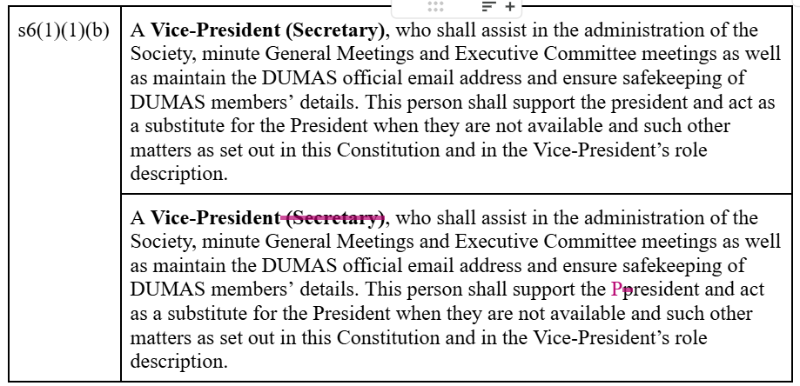 s6(1)(1)(b)
A Vice-President (Secretary), who shall assist in the administration of the
Society, minute General Meetings and Executive Committee meetings as well
as maintain the DUMAS official email address and ensure safekeeping of
DUMAS members’ details. This person shall support the president and act as
a substitute for the President when they are not available and such other
matters as set out in this Constitution and in the Vice-President’s role
description.
A Vice-President (Secretary), who shall assist in the administration of the
Society, minute General Meetings and Executive Committee meetings as well
as maintain the DUMAS official email address and ensure safekeeping of
DUMAS members’ details. This person shall support the Ppresident and act
as a substitute for the President when they are not available and such other
matters as set out in this Constitution and in the Vice-President’s role
description.